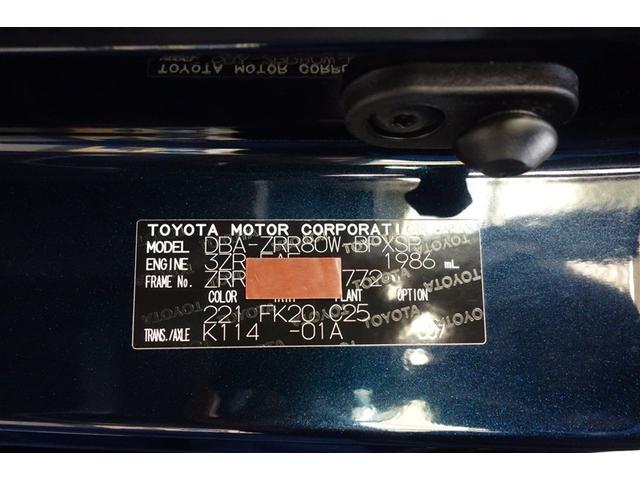 TOYOTA MOTOR CORPORATION
MODEL DBA-ZRR80W-BPXSP
ENGINE 3ZR 1986 mL
FRAME No. ZRR 772
COLOR PLANT OPTION
221 FK20 C25
TRANS./AXLE K114 -01A